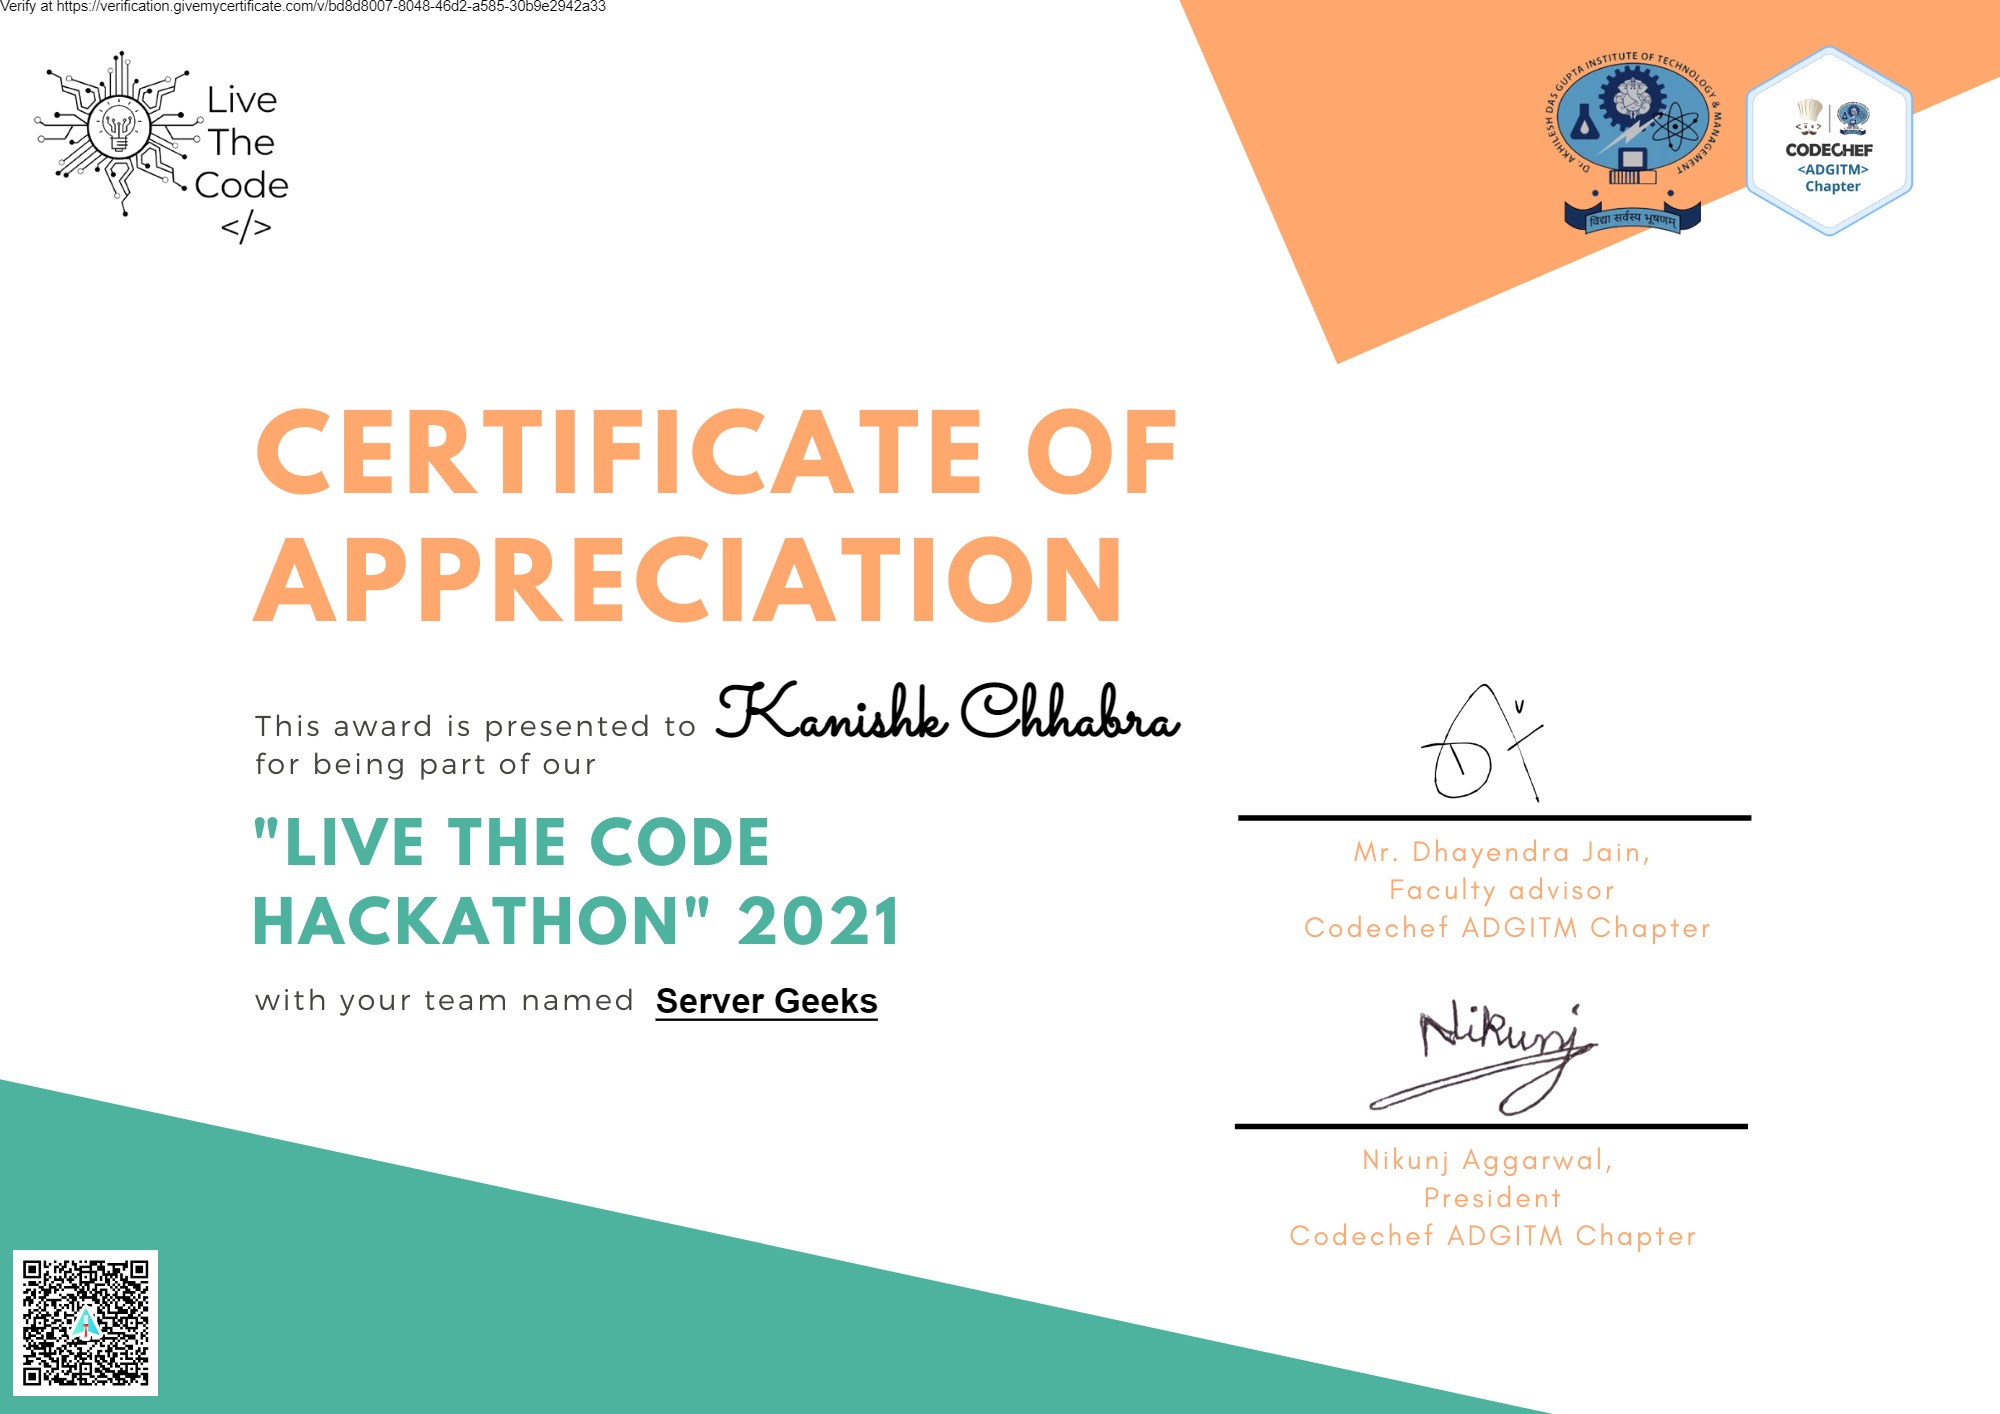 Verify at https://verification.givemycertificate.com/v/bd8d8007-8048-46d2-a585-30b9e2942a33
Live
The
Code
</>
Dr. AKHILESH DAS GUPTA INSTITUTE OF TECHNOLOGY & MANAGEMENT
विद्या सर्वस्य भूषणम्
CODECHEF
<ADGITM>
Chapter
CERTIFICATE OF
APPRECIATION
This award is presented to Kanishk Chhabra
for being part of our
"LIVE THE CODE
HACKATHON" 2021
with your team named Server Geeks
Mr. Dhayendra Jain,
Faculty advisor
Codechef ADGITM Chapter
Nikunj
Nikunj Aggarwal,
President
Codechef ADGITM Chapter